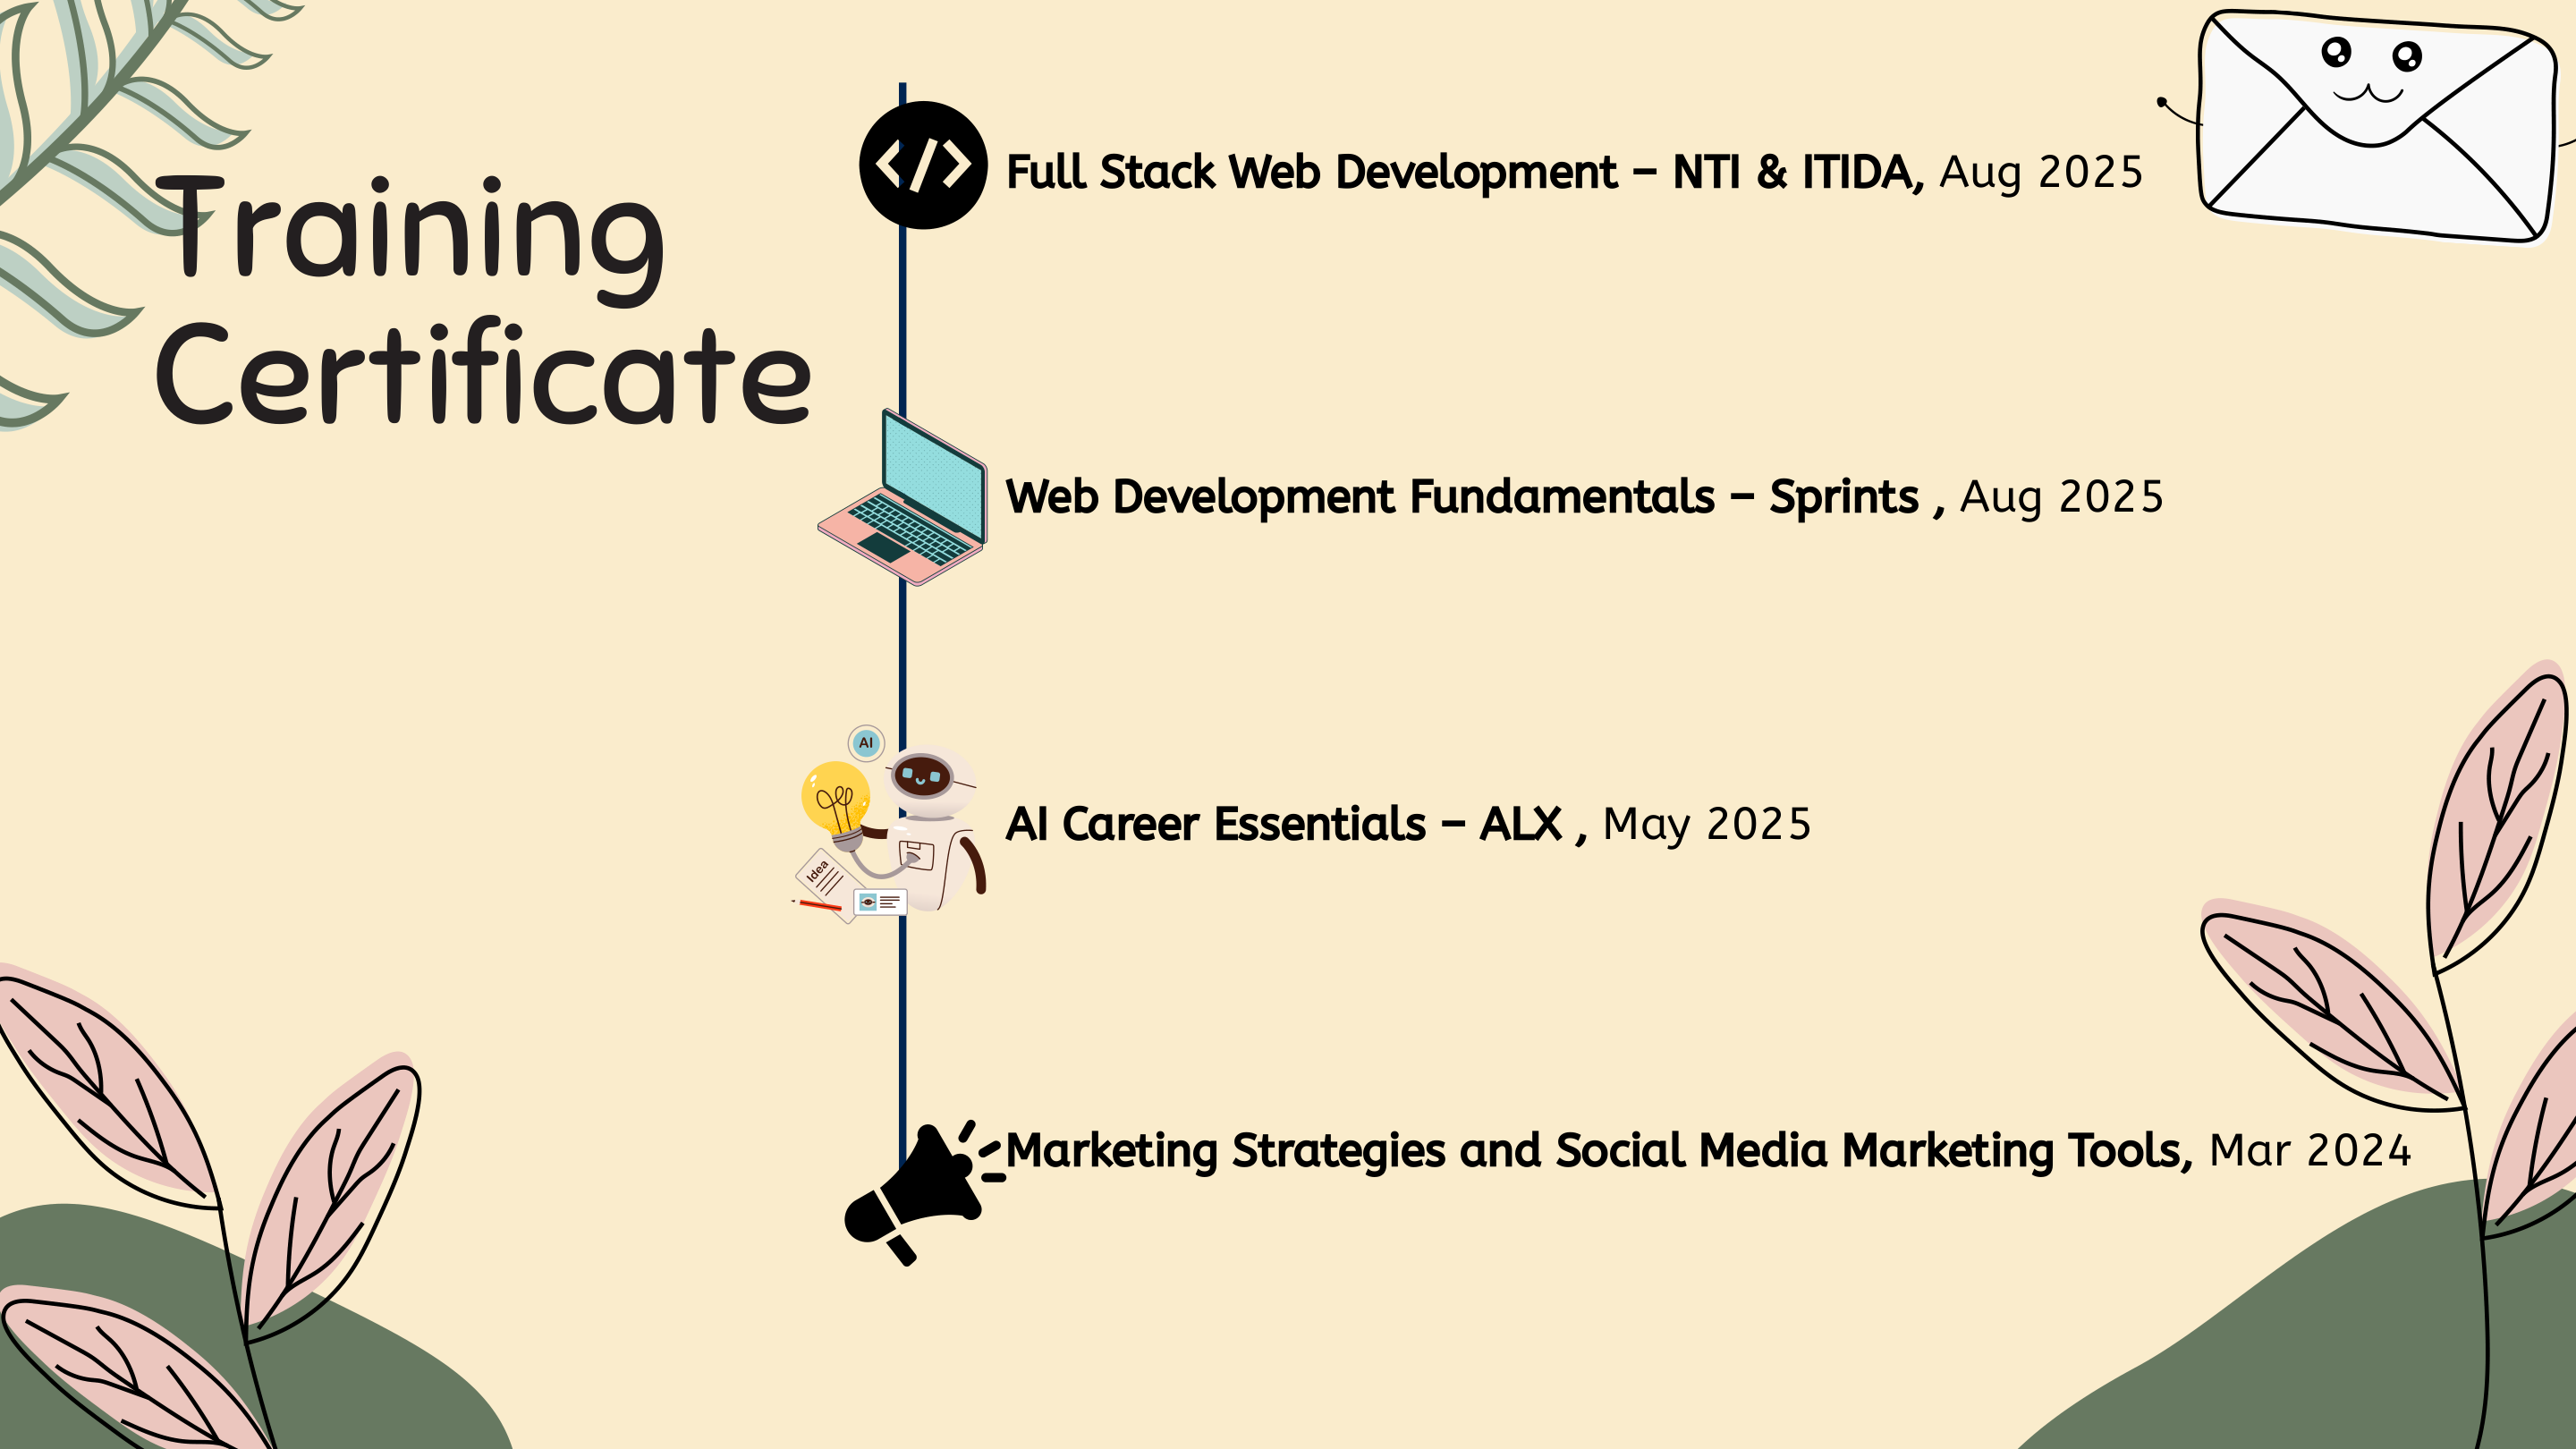 Training
Certificate
</> Full Stack Web Development – NTI & ITIDA, Aug 2025
Web Development Fundamentals – Sprints , Aug 2025
AI
Idea
AI Career Essentials – ALX , May 2025
Marketing Strategies and Social Media Marketing Tools, Mar 2024